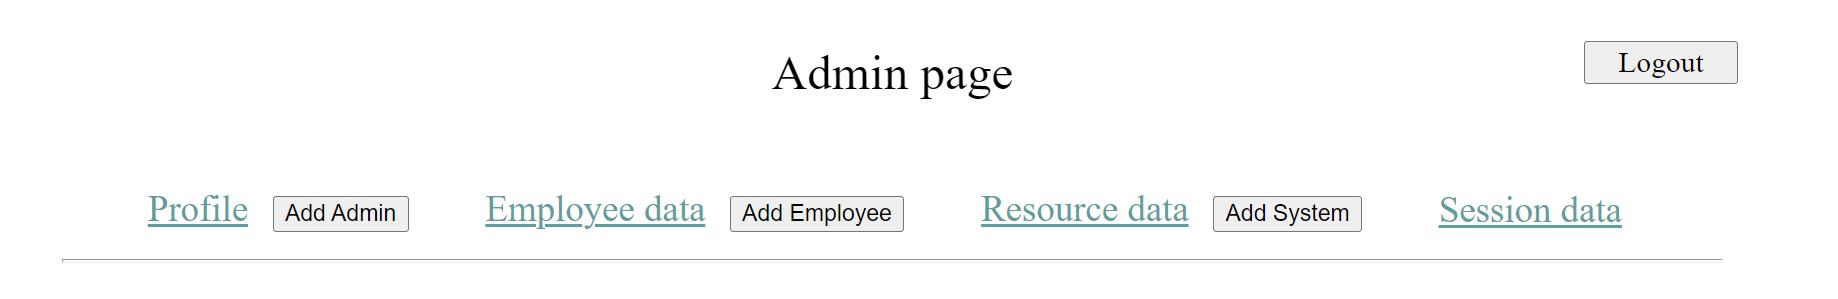 Admin page
Logout
Profile Add Admin Employee data Add Employee Resource data Add System Session data